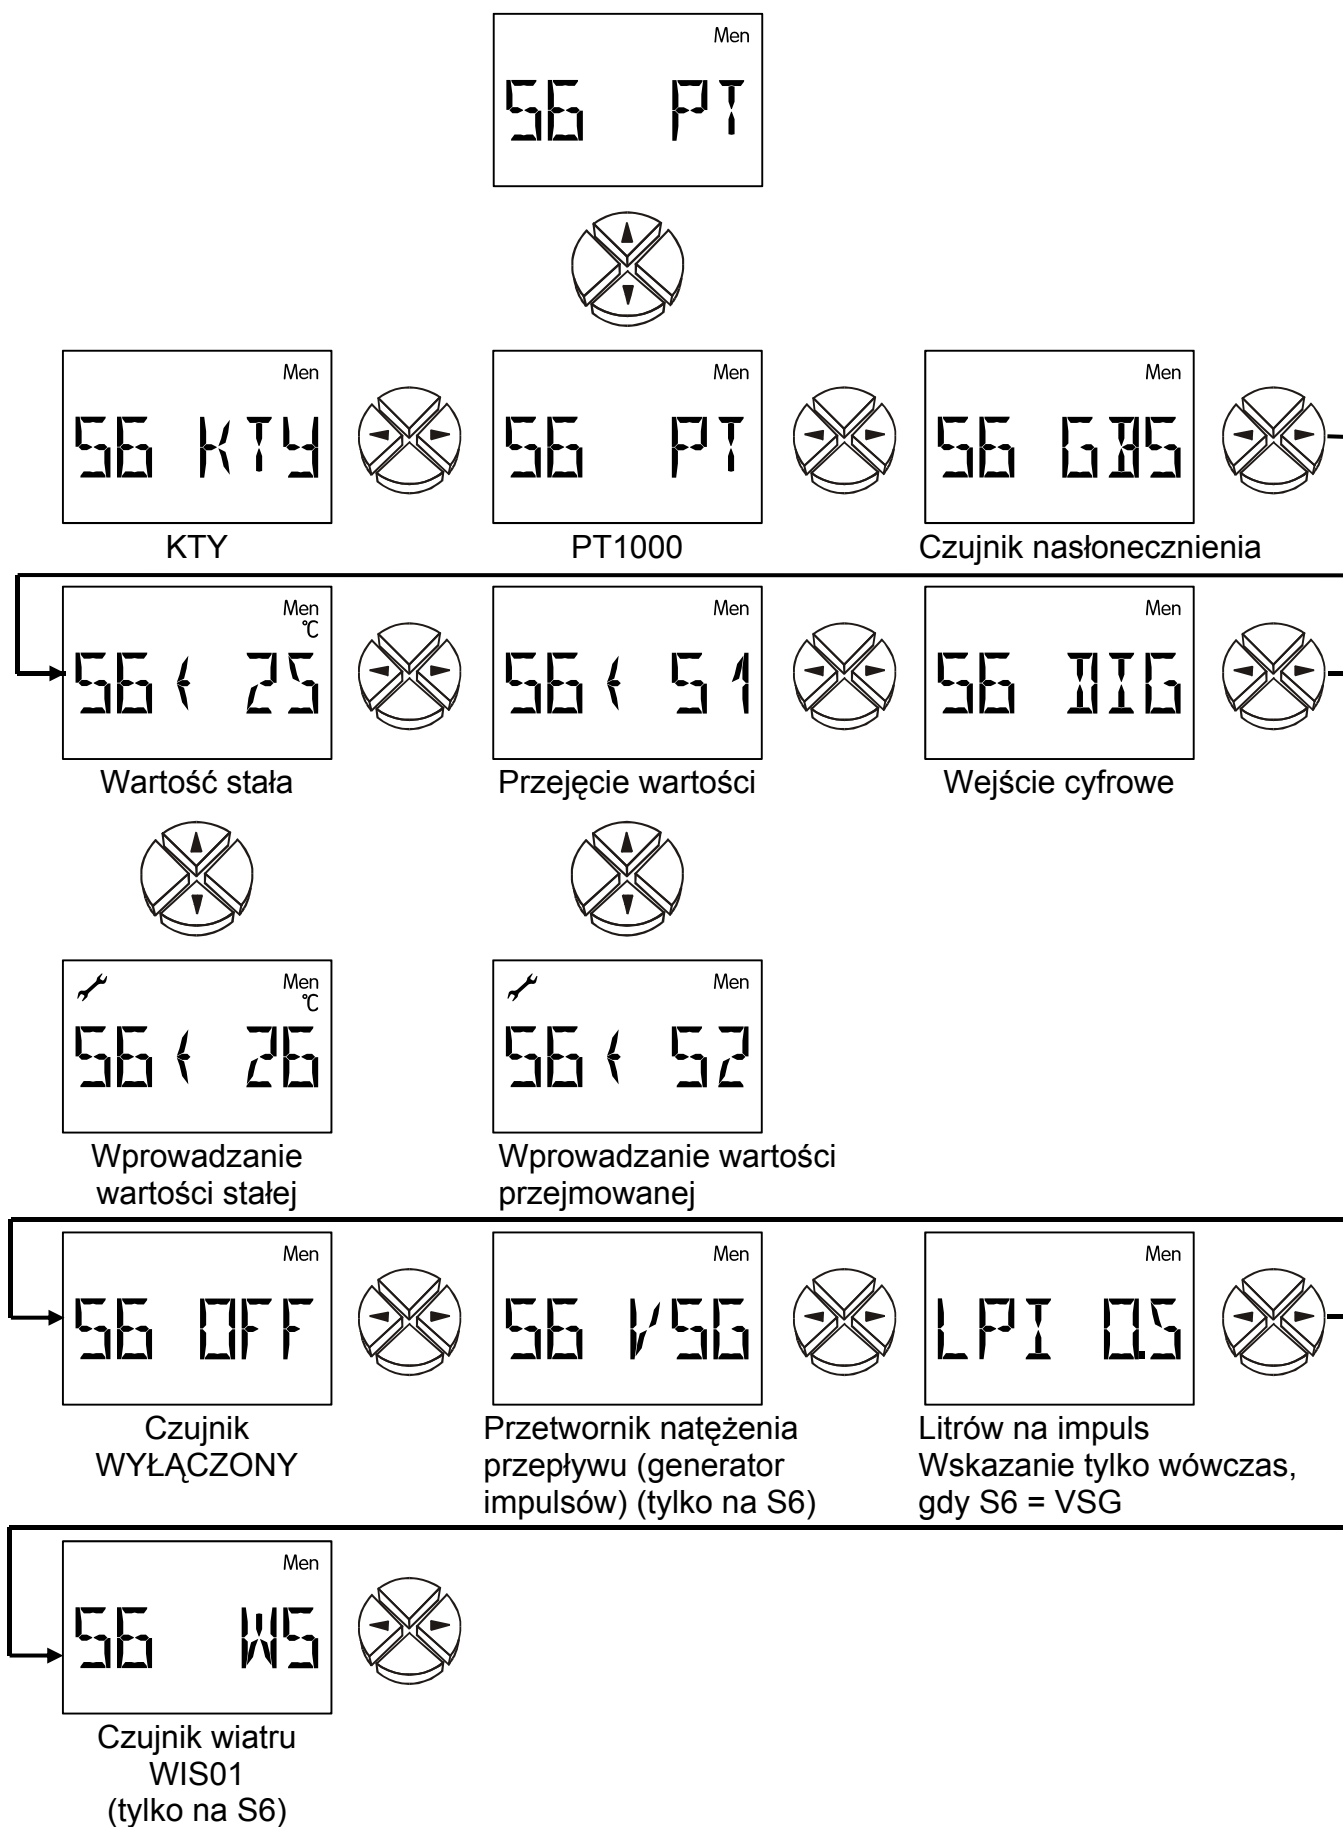 Men
S6 PT
Men Men Men
S6 KTY S6 PT S6 GBS
KTY PT1000 Czujnik nasłonecznienia
Men Men Men
°C
S6 < 25 S6 < S1 S6 DIG
Wartość stała Przejęcie wartości Wejście cyfrowe
Men Men
°C
S6 < 26 S6 < S2
Wprowadzanie
wartości stałej
Wprowadzanie wartości
przejmowanej
Men Men Men
S6 OFF S6 VSG LPI 0.5
Czujnik
WYŁĄCZONY
Przetwornik natężenia
przepływu (generator
impulsów) (tylko na S6)
Litrów na impuls
Wskazanie tylko wówczas,
gdy S6 = VSG
Men
S6 WS
Czujnik wiatru
WIS01
(tylko na S6)